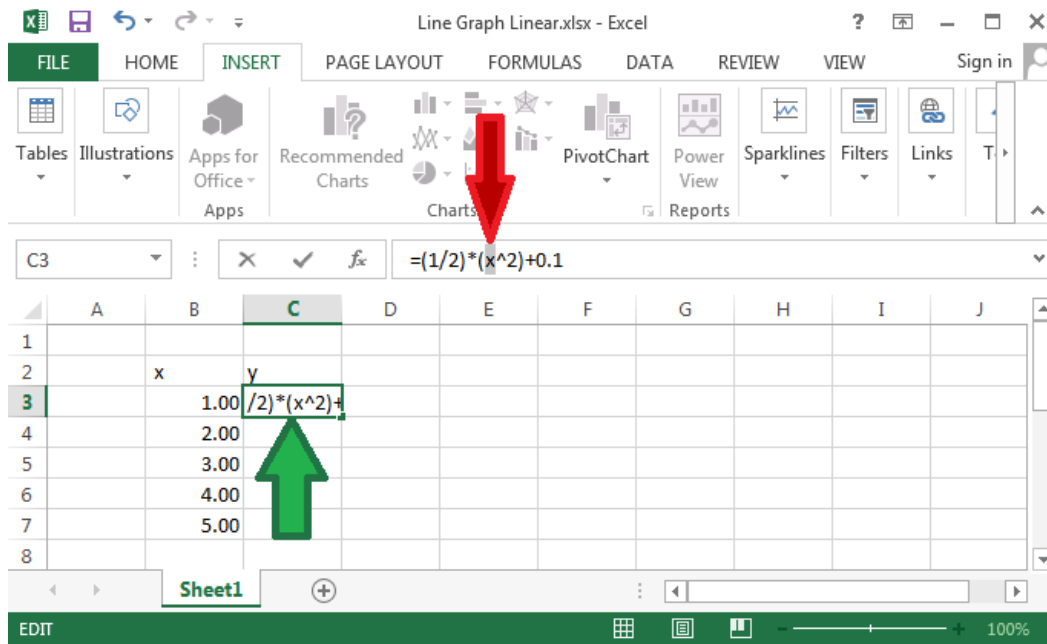 Line Graph Linear.xlsx - Excel
FILE HOME INSERT PAGE LAYOUT FORMULAS DATA REVIEW VIEW Sign in
Tables Illustrations Apps for Office Recommended Charts PivotChart Power View Sparklines Filters Links
Apps Charts Reports
C3 fx =(1/2)*(x^2)+0.1
A B C D E F G H I J
1
2 x y
3 1.00 /2)*(x^2)+
4 2.00
5 3.00
6 4.00
7 5.00
8
Sheet1
EDIT 100%